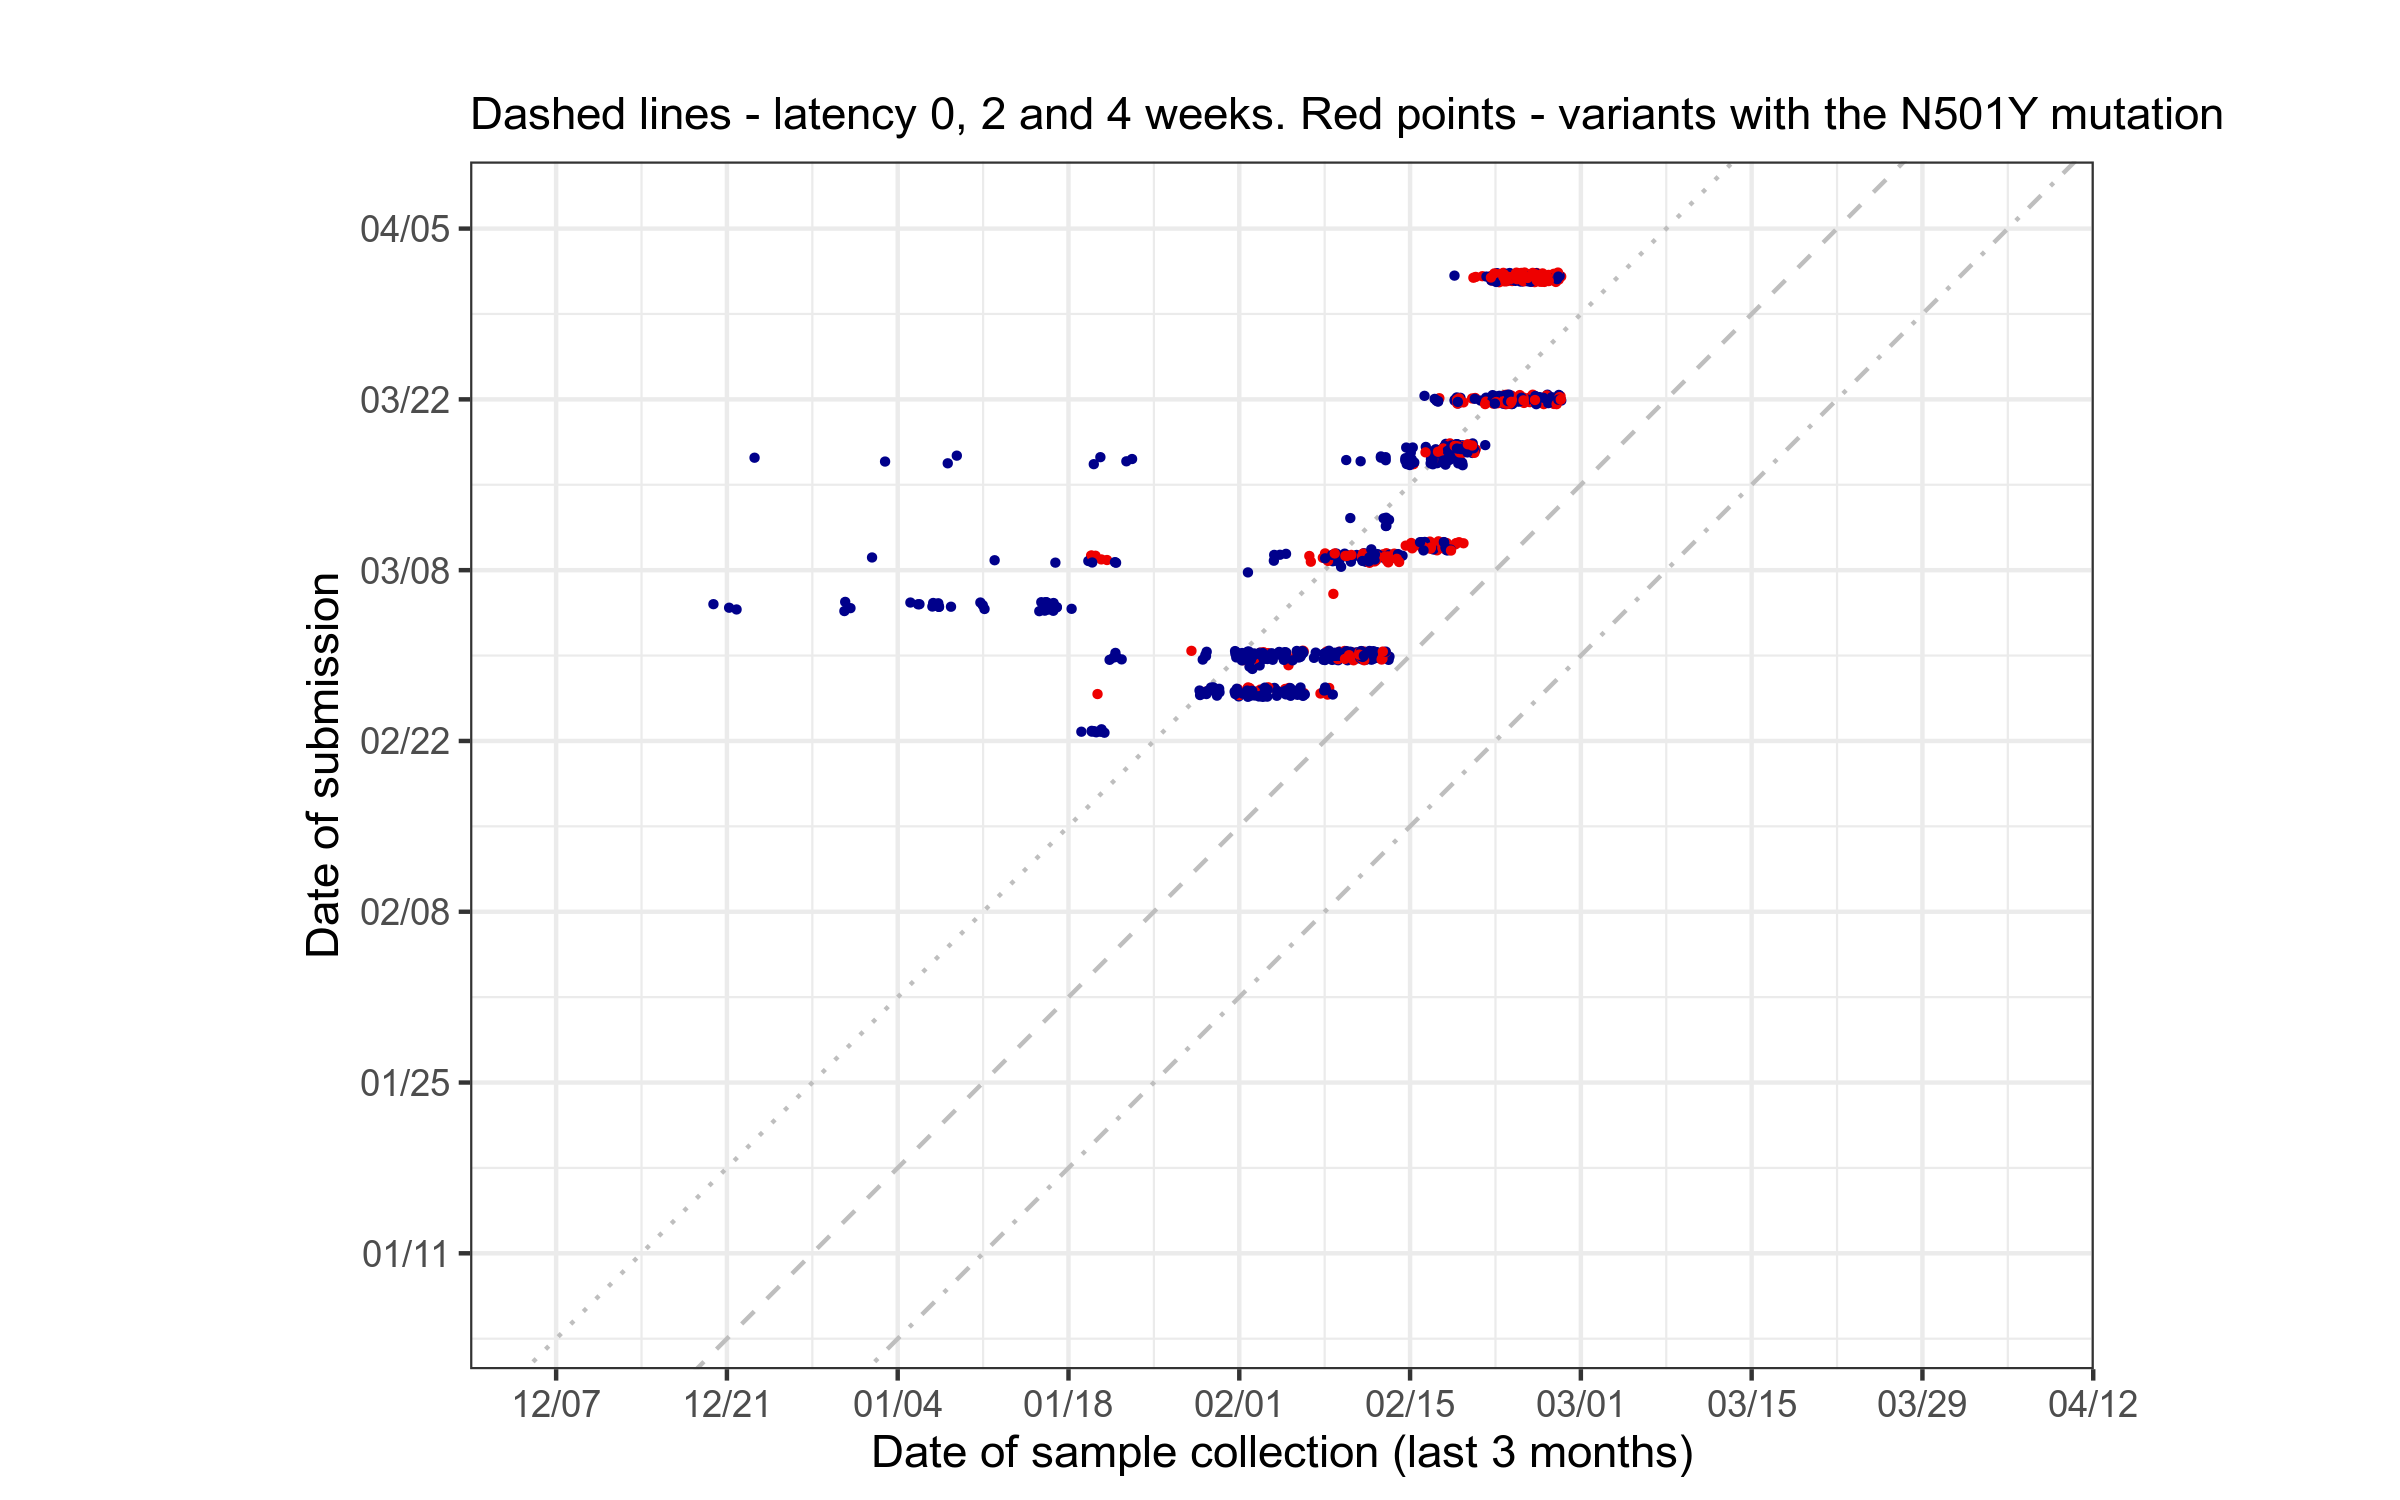 Dashed lines - latency 0, 2 and 4 weeks. Red points - variants with the N501Y mutation
04/05
03/22
03/08
02/22
02/08
01/25
01/11
Date of submission
12/07 12/21 01/04 01/18 02/01 02/15 03/01 03/15 03/29 04/12
Date of sample collection (last 3 months)